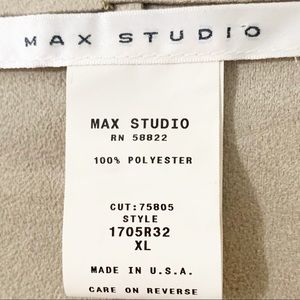 MAX STUDIO
MAX STUDIO
RN 58822
100% POLYESTER
CUT:75805
STYLE
1705R32
XL
MADE IN U.S.A.
CARE ON REVERSE